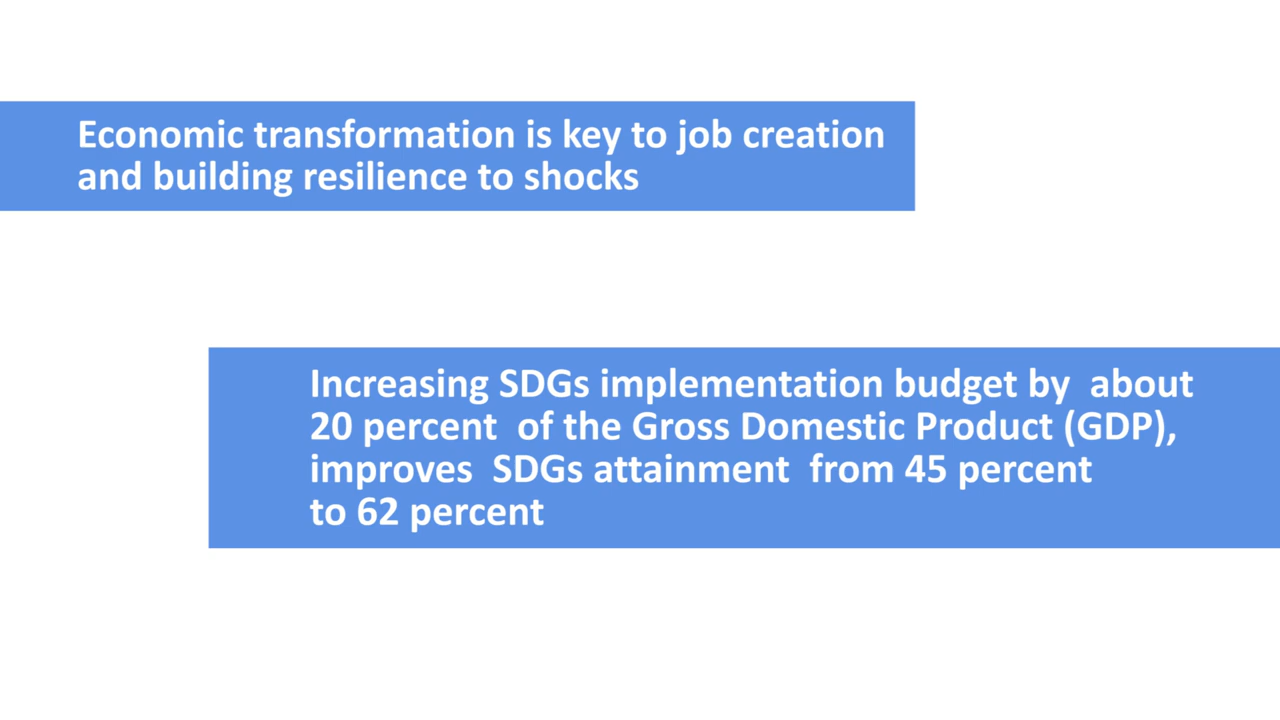 Economic transformation is key to job creation
and building resilience to shocks
Increasing SDGs implementation budget by  about
20 percent  of the Gross Domestic Product (GDP),
improves  SDGs attainment  from 45 percent
to 62 percent